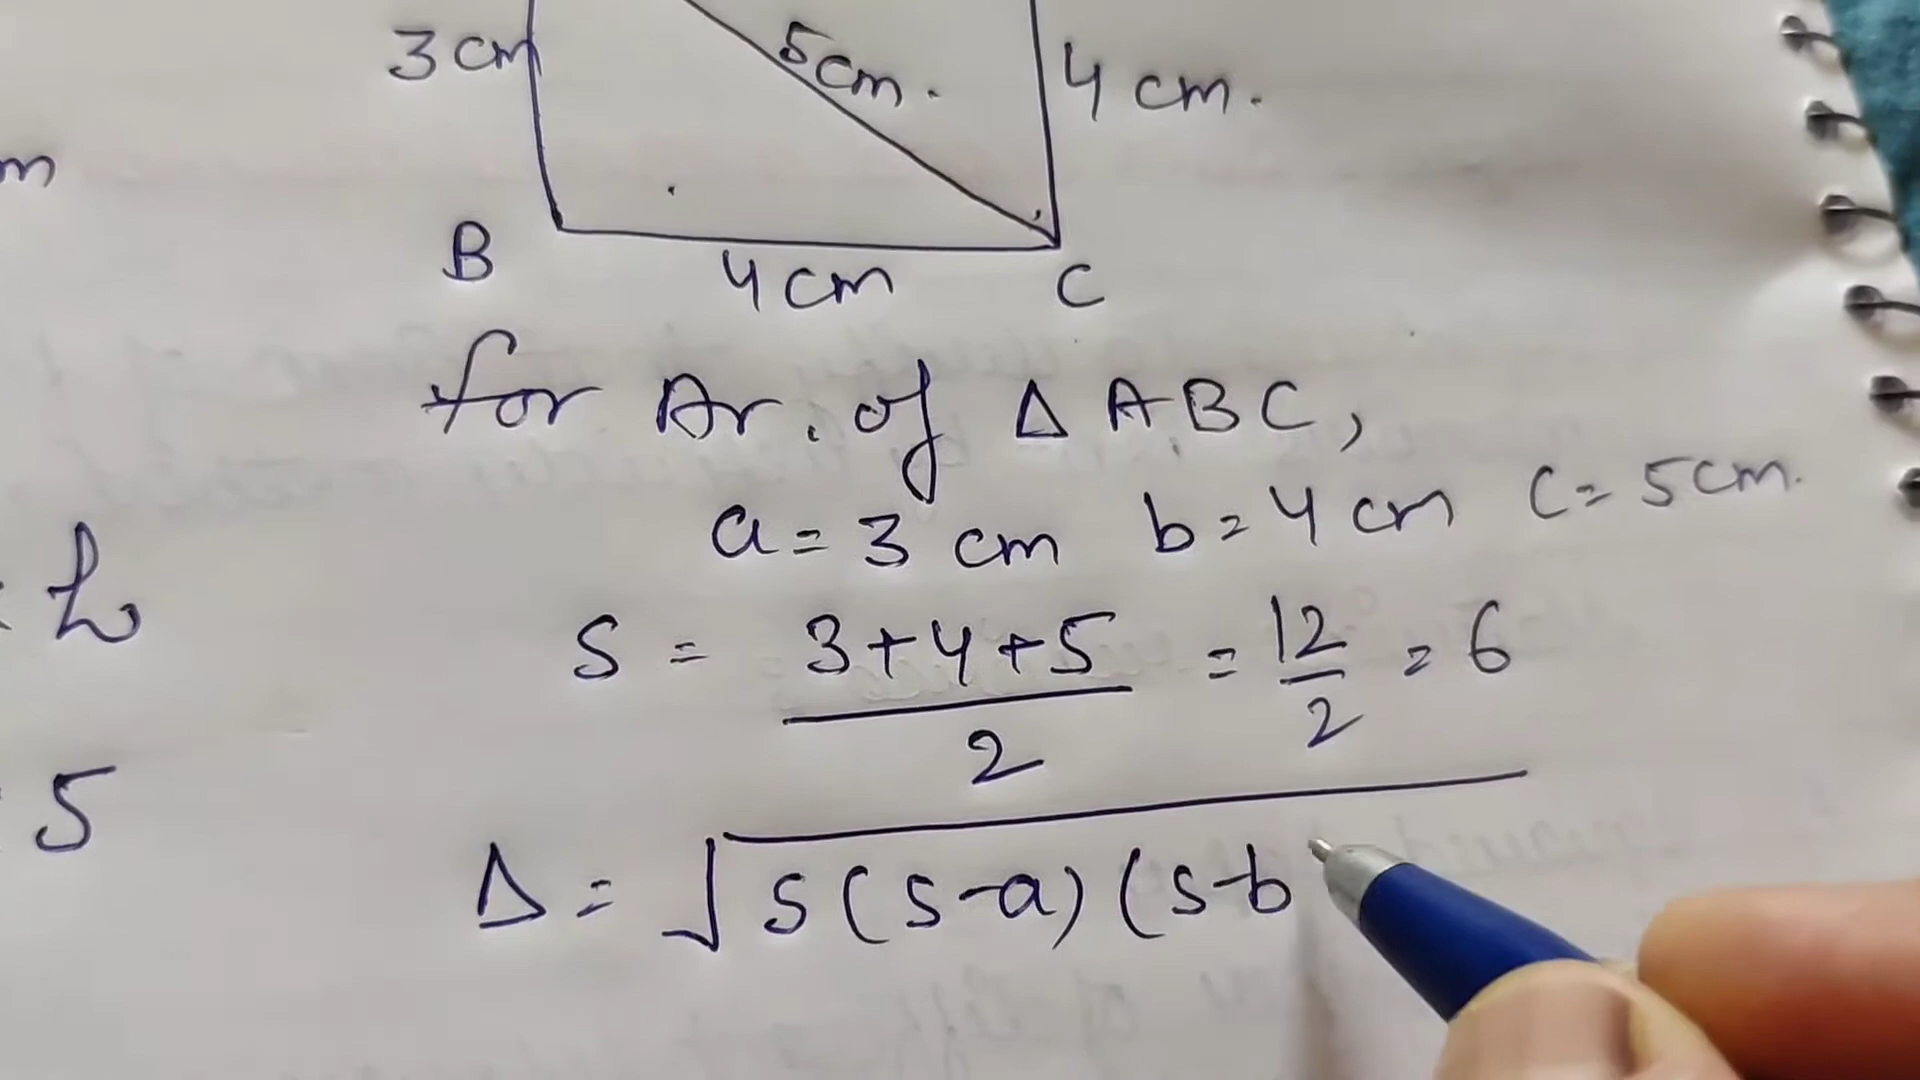 3 cm
5cm.
4 cm.
m
B
4 cm
C
for Ar. of Δ ABC,
a = 3 cm b = 4 cm c = 5 cm.
S = 3+4+5/2 = 12/2 = 6
5
Δ = √s(s-a)(s-b